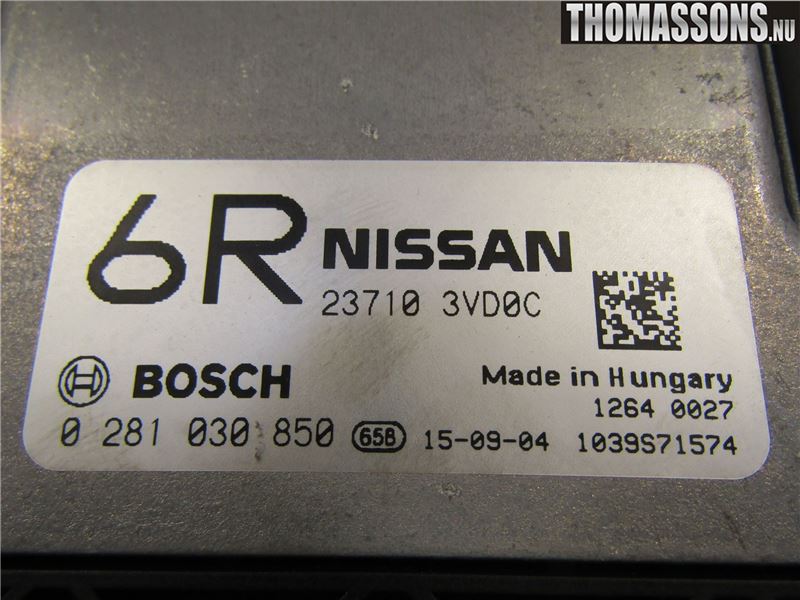 THOMASSONS.NU
6R NISSAN
23710 3VD0C
BOSCH
Made in Hungary
1264 0027
0 281 030 850 65B 15-09-04 1039S71574